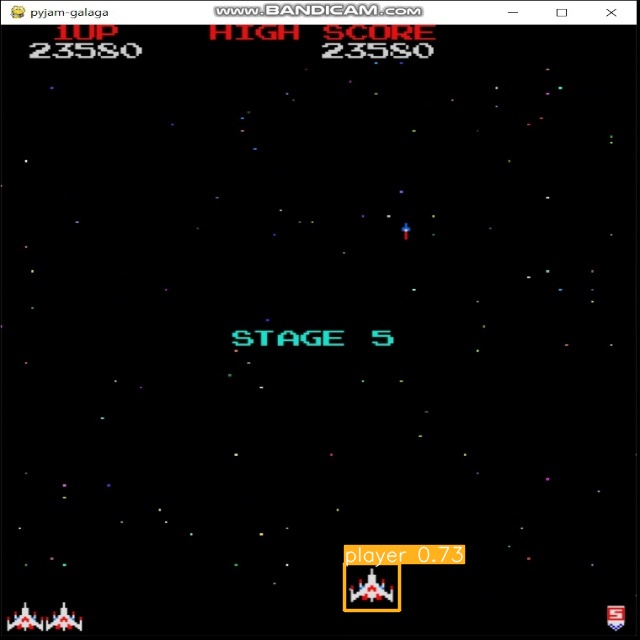 pyjam-galaga
www.BANDICAM.com
1UP HIGH SCORE
23580 23580
STAGE 5
player 0.73
5